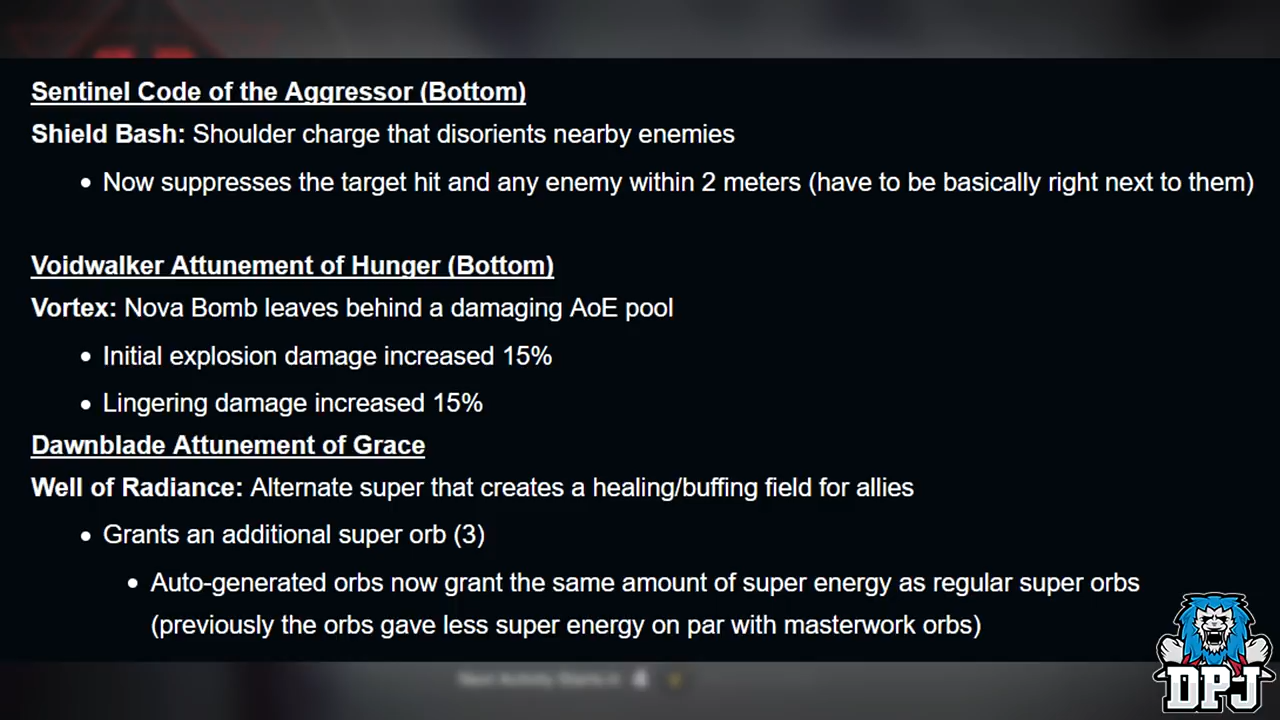 Sentinel Code of the Aggressor (Bottom)
Shield Bash: Shoulder charge that disorients nearby enemies
• Now suppresses the target hit and any enemy within 2 meters (have to be basically right next to them)
Voidwalker Attunement of Hunger (Bottom)
Vortex: Nova Bomb leaves behind a damaging AoE pool
• Initial explosion damage increased 15%
• Lingering damage increased 15%
Dawnblade Attunement of Grace
Well of Radiance: Alternate super that creates a healing/buffing field for allies
• Grants an additional super orb (3)
• Auto-generated orbs now grant the same amount of super energy as regular super orbs
(previously the orbs gave less super energy on par with masterwork orbs)
Next Activity Starts in 4
DPJ